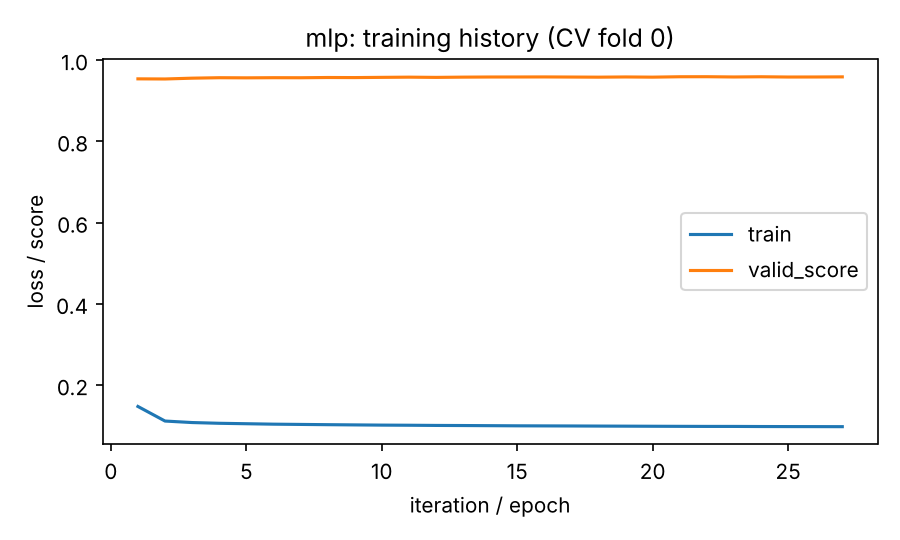 mlp: training history (CV fold 0)
1.0
0.8
0.6
0.4
0.2
loss / score
train
valid_score
0 5 10 15 20 25
iteration / epoch